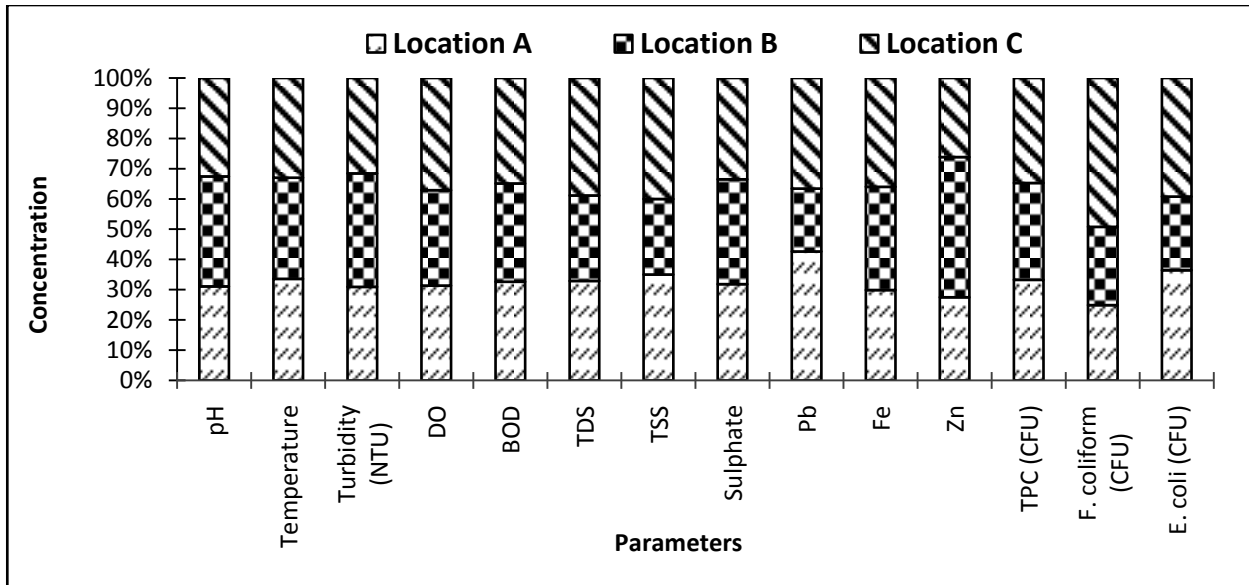 Location A Location B Location C
100%
90%
80%
70%
60%
50%
40%
30%
20%
10%
0%
Concentration
pH
Temperature
Turbidity
(NTU)
DO
BOD
TDS
TSS
Sulphate
Pb
Fe
Zn
TPC (CFU)
F. coliform
(CFU)
E. coli (CFU)
Parameters